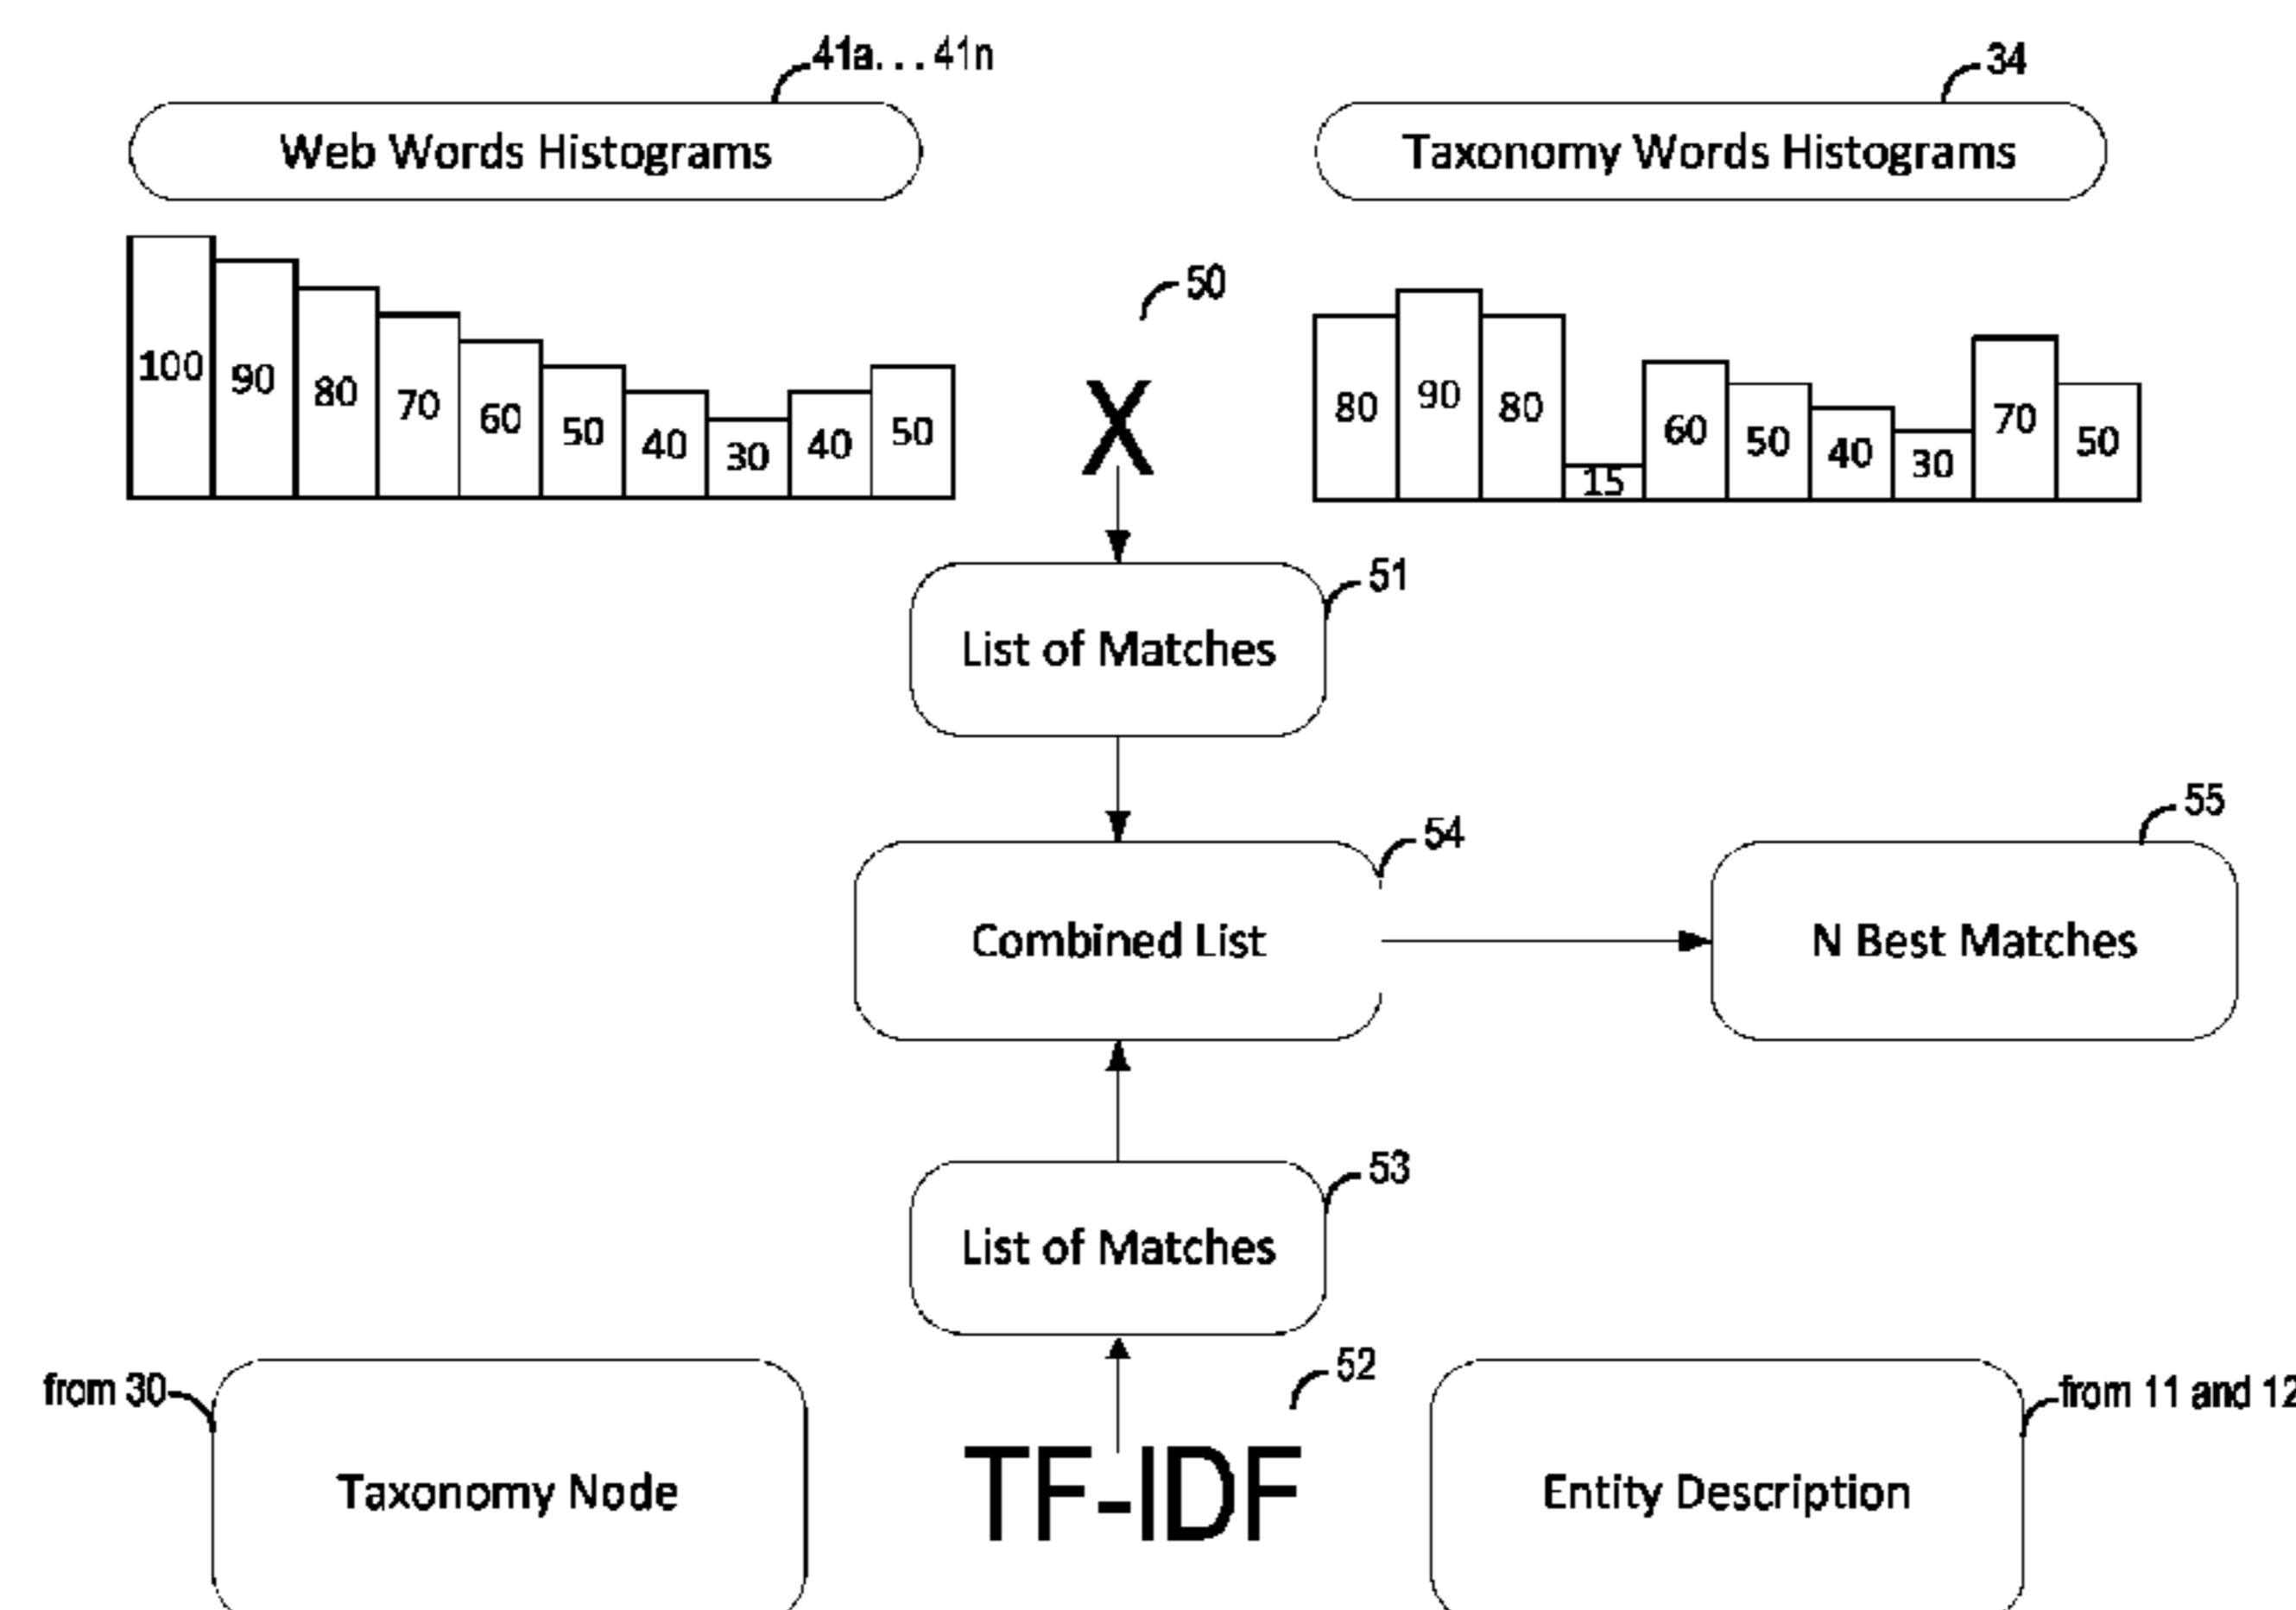 41a. . . 41n
34
Web Words Histograms
Taxonomy Words Histograms
50
100 90 80 70 60 50 40 30 40 50
X
80 90 80 15 60 50 40 30 70 50
51
List of Matches
54
55
Combined List
N Best Matches
53
List of Matches
52
from 30
from 11 and 12
Taxonomy Node
TF-IDF
Entity Description